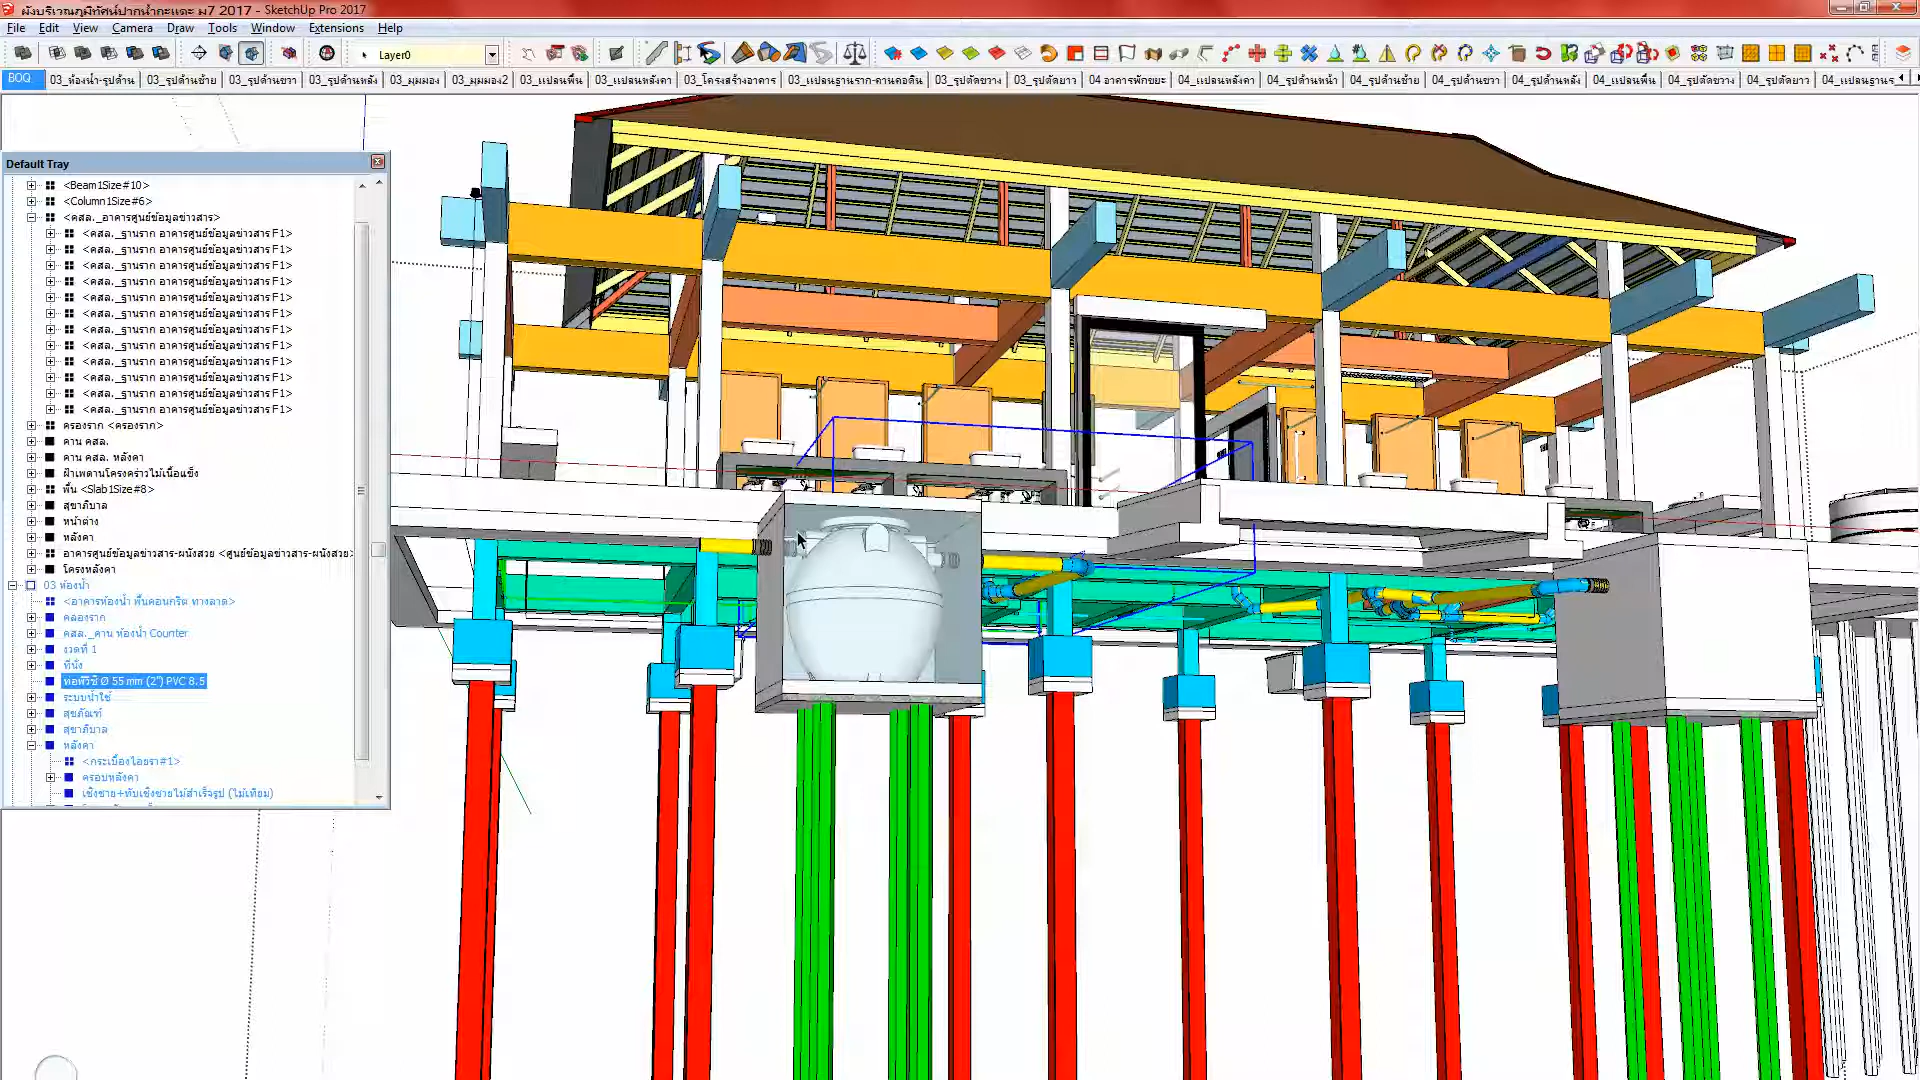 ผังบริเวณภูมิทัศน์ปากน้ำกะแดะ ม7 2017 - SketchUp Pro 2017
File Edit View Camera Draw Tools Window Extensions Help
Layer0
BOQ 03_ห้องน้ำ-รูปด้าน 03_รูปด้านซ้าย 03_รูปด้านขวา 03_รูปด้านหลัง 03_มุมมอง 03_มุมมอง2 03_แปลนพื้น 03_แปลนหลังคา 03_โครงสร้างอาคาร 03_แปลนฐานราก-คานคอดิน 03_รูปตัดขวาง 03_รูปตัดยาว 04 อาคารพักขยะ 04_แปลนหลังคา 04_รูปด้านหน้า 04_รูปด้านซ้าย 04_รูปด้านขวา 04_รูปด้านหลัง 04_แปลนพื้น 04_รูปตัดขวาง 04_รูปตัดยาว 04_แปลนฐานร
Default Tray
<Beam1Size#10>
<Column1Size#6>
<คสล._อาคารศูนย์ข้อมูลข่าวสาร>
<คสล._ฐานราก อาคารศูนย์ข้อมูลข่าวสาร F1>
<คสล._ฐานราก อาคารศูนย์ข้อมูลข่าวสาร F1>
<คสล._ฐานราก อาคารศูนย์ข้อมูลข่าวสาร F1>
<คสล._ฐานราก อาคารศูนย์ข้อมูลข่าวสาร F1>
<คสล._ฐานราก อาคารศูนย์ข้อมูลข่าวสาร F1>
<คสล._ฐานราก อาคารศูนย์ข้อมูลข่าวสาร F1>
<คสล._ฐานราก อาคารศูนย์ข้อมูลข่าวสาร F1>
<คสล._ฐานราก อาคารศูนย์ข้อมูลข่าวสาร F1>
<คสล._ฐานราก อาคารศูนย์ข้อมูลข่าวสาร F1>
<คสล._ฐานราก อาคารศูนย์ข้อมูลข่าวสาร F1>
<คสล._ฐานราก อาคารศูนย์ข้อมูลข่าวสาร F1>
<คสล._ฐานราก อาคารศูนย์ข้อมูลข่าวสาร F1>
ครองราก <ครองราก>
คาน คสล.
คาน คสล. หลังคา
ฝ้าเพดานโครงคร่าวไม้เนื้อแข็ง
พื้น <Slab1Size#8>
สุขาภิบาล
หน้าต่าง
หลังคา
อาคารศูนย์ข้อมูลข่าวสาร-ผนังสวย <ศูนย์ข้อมูลข่าวสาร-ผนังสวย>
โครงหลังคา
03 ห้องน้ำ
<อาคารห้องน้ำ พื้นคอนกรีต ทางลาด>
คลองราก
คสล._คาน ห้องน้ำ Counter
งวดที่ 1
ที่นั่ง
ท่อพีวีซี Ø 55 mm (2") PVC 8.5
ระบบน้ำใช้
สุขภัณฑ์
สุขาภิบาล
หลังคา
<กระเบื้องไอยรา#1>
ครอบหลังคา
เชิงชาย+ทับเชิงชายไม้สำเร็จรูป (ไม้เทียม)